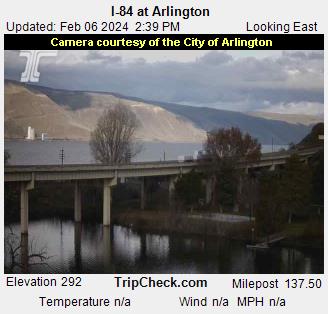 I-84 at Arlington
Updated: Feb 06 2024 2:39 PM Looking East
Camera courtesy of the City of Arlington
Elevation 292 TripCheck.com Milepost 137.50
Temperature n/a Wind n/a MPH n/a